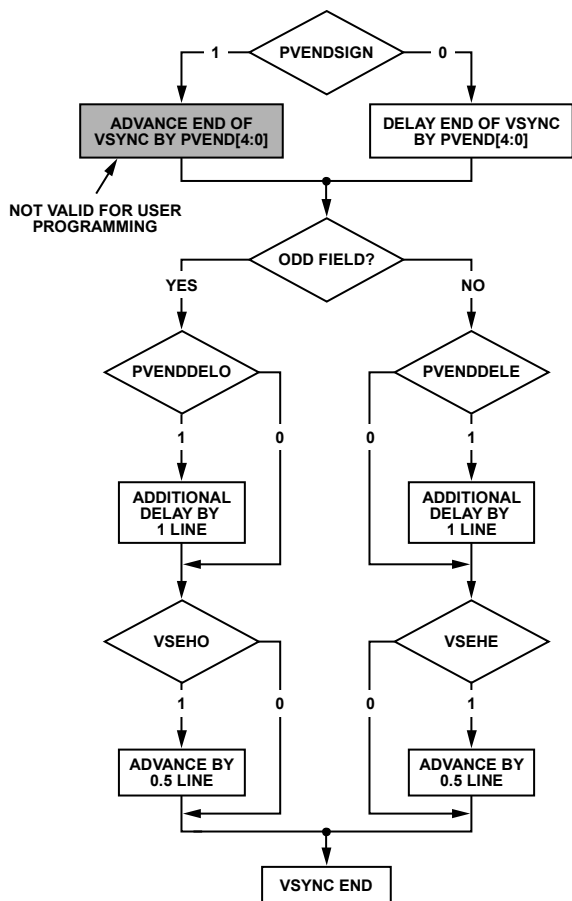 PVENDSIGN
1
0
ADVANCE END OF
VSYNC BY PVEND[4:0]
DELAY END OF VSYNC
BY PVEND[4:0]
NOT VALID FOR USER
PROGRAMMING
ODD FIELD?
YES
NO
PVENDDELO
PVENDDELE
1
0
0
1
ADDITIONAL
DELAY BY
1 LINE
ADDITIONAL
DELAY BY
1 LINE
VSEHO
VSEHE
1
0
0
1
ADVANCE BY
0.5 LINE
ADVANCE BY
0.5 LINE
VSYNC END